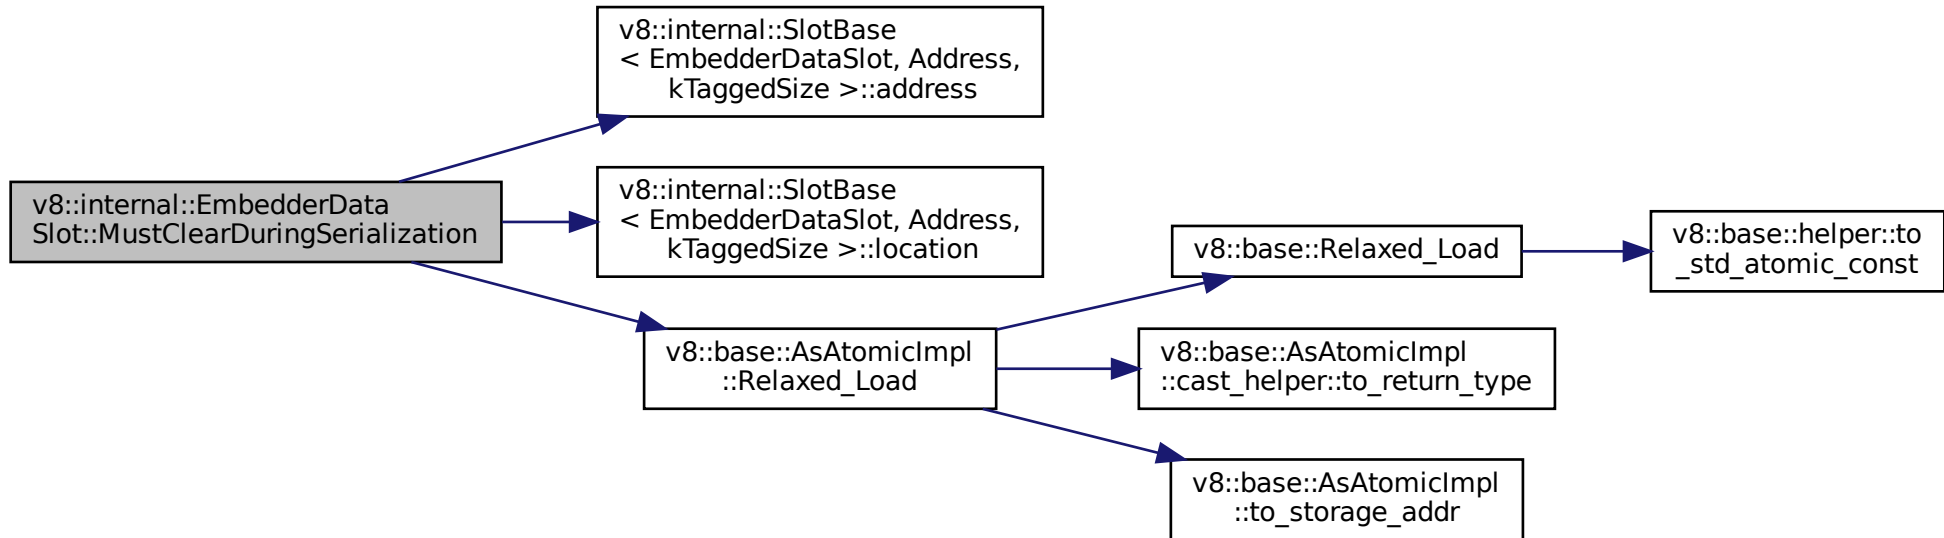 v8::internal::SlotBase
< EmbedderDataSlot, Address,
kTaggedSize >::address
v8::internal::EmbedderData
Slot::MustClearDuringSerialization
v8::internal::SlotBase
< EmbedderDataSlot, Address,
kTaggedSize >::location
v8::base::AsAtomicImpl
::Relaxed_Load
v8::base::Relaxed_Load
v8::base::helper::to
_std_atomic_const
v8::base::AsAtomicImpl
::cast_helper::to_return_type
v8::base::AsAtomicImpl
::to_storage_addr